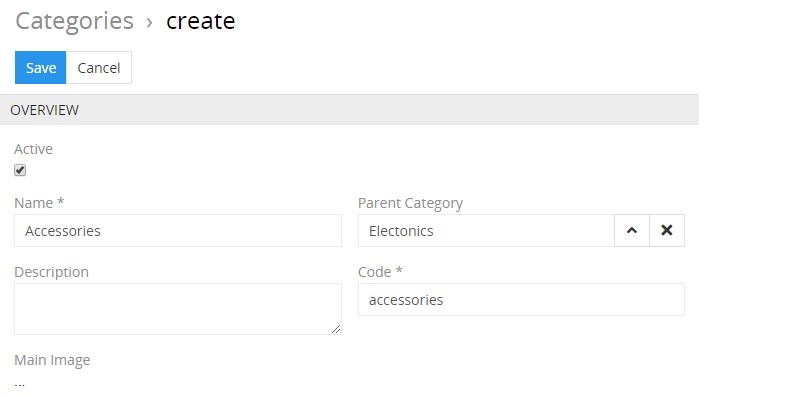 Categories › create
Save Cancel
OVERVIEW
Active
Name * Parent Category
Accessories Electonics
Description Code *
accessories
Main Image
...